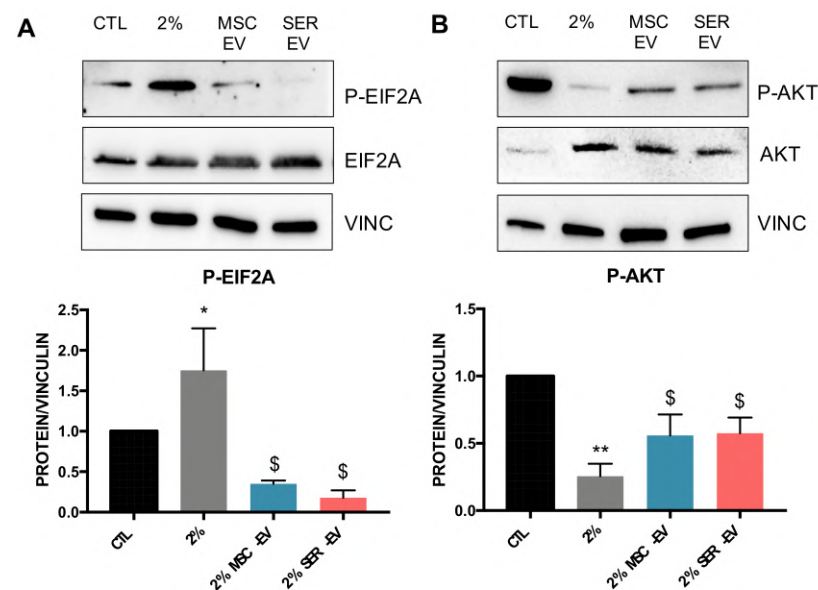 A
CTL 2% MSC EV SER EV
P-EIF2A
EIF2A
VINC
P-EIF2A
PROTEIN/VINCULIN
2.5
2.0
1.5
1.0
0.5
0.0
*
$
$
CTL
2%
2% MSC -EV
2% SER -EV
B
CTL 2% MSC EV SER EV
P-AKT
AKT
VINC
P-AKT
PROTEIN/VINCULIN
1.5
1.0
0.5
0.0
**
$
$
CTL
2%
2% MSC -EV
2% SER -EV